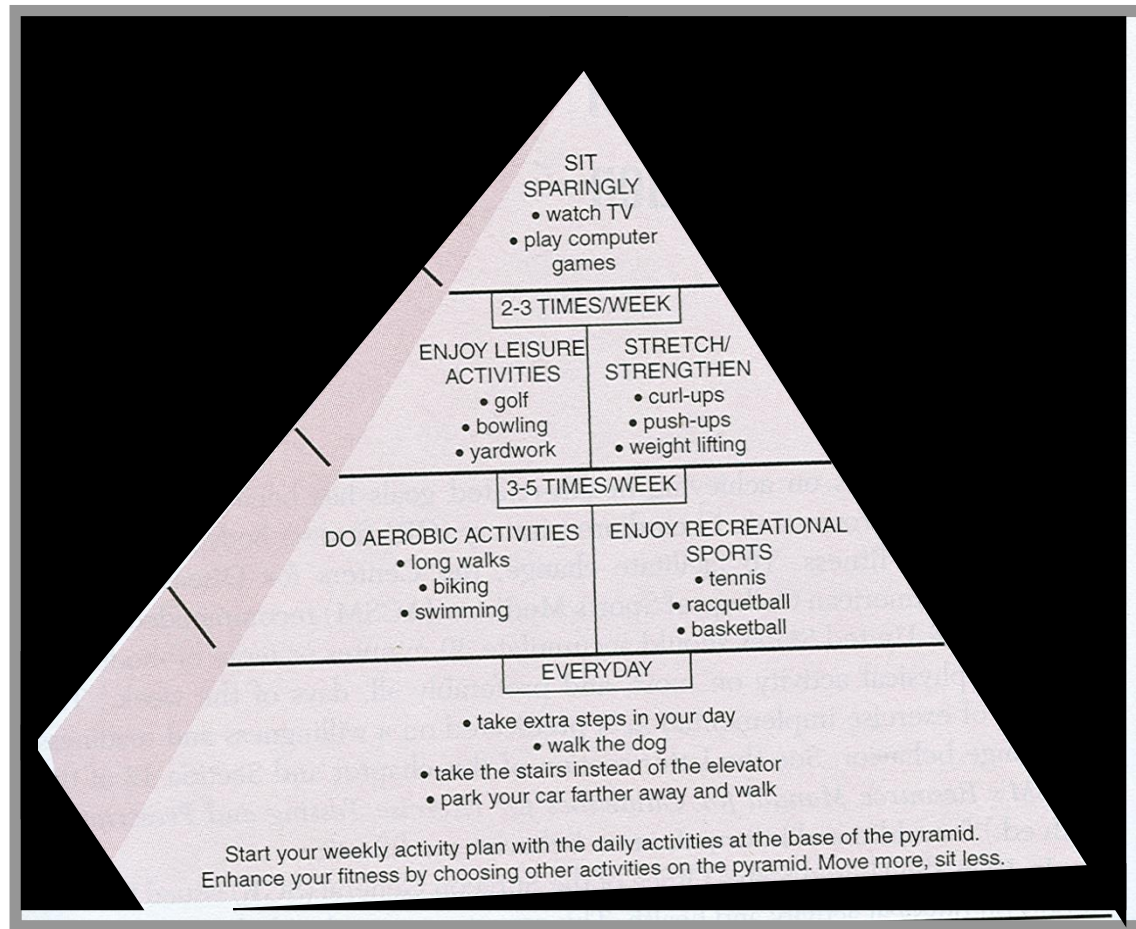 SIT
SPARINGLY
• watch TV
• play computer
games
2-3 TIMES/WEEK
ENJOY LEISURE
ACTIVITIES
• golf
• bowling
• yardwork
STRETCH/
STRENGTHEN
• curl-ups
• push-ups
• weight lifting
3-5 TIMES/WEEK
DO AEROBIC ACTIVITIES
• long walks
• biking
• swimming
ENJOY RECREATIONAL
SPORTS
• tennis
• racquetball
• basketball
EVERYDAY
• take extra steps in your day
• walk the dog
• take the stairs instead of the elevator
• park your car farther away and walk
Start your weekly activity plan with the daily activities at the base of the pyramid.
Enhance your fitness by choosing other activities on the pyramid. Move more, sit less.